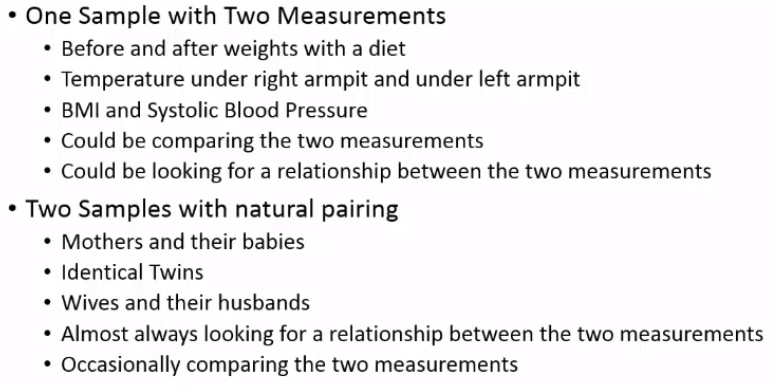 • One Sample with Two Measurements
• Before and after weights with a diet
• Temperature under right armpit and under left armpit
• BMI and Systolic Blood Pressure
• Could be comparing the two measurements
• Could be looking for a relationship between the two measurements
• Two Samples with natural pairing
• Mothers and their babies
• Identical Twins
• Wives and their husbands
• Almost always looking for a relationship between the two measurements
• Occasionally comparing the two measurements